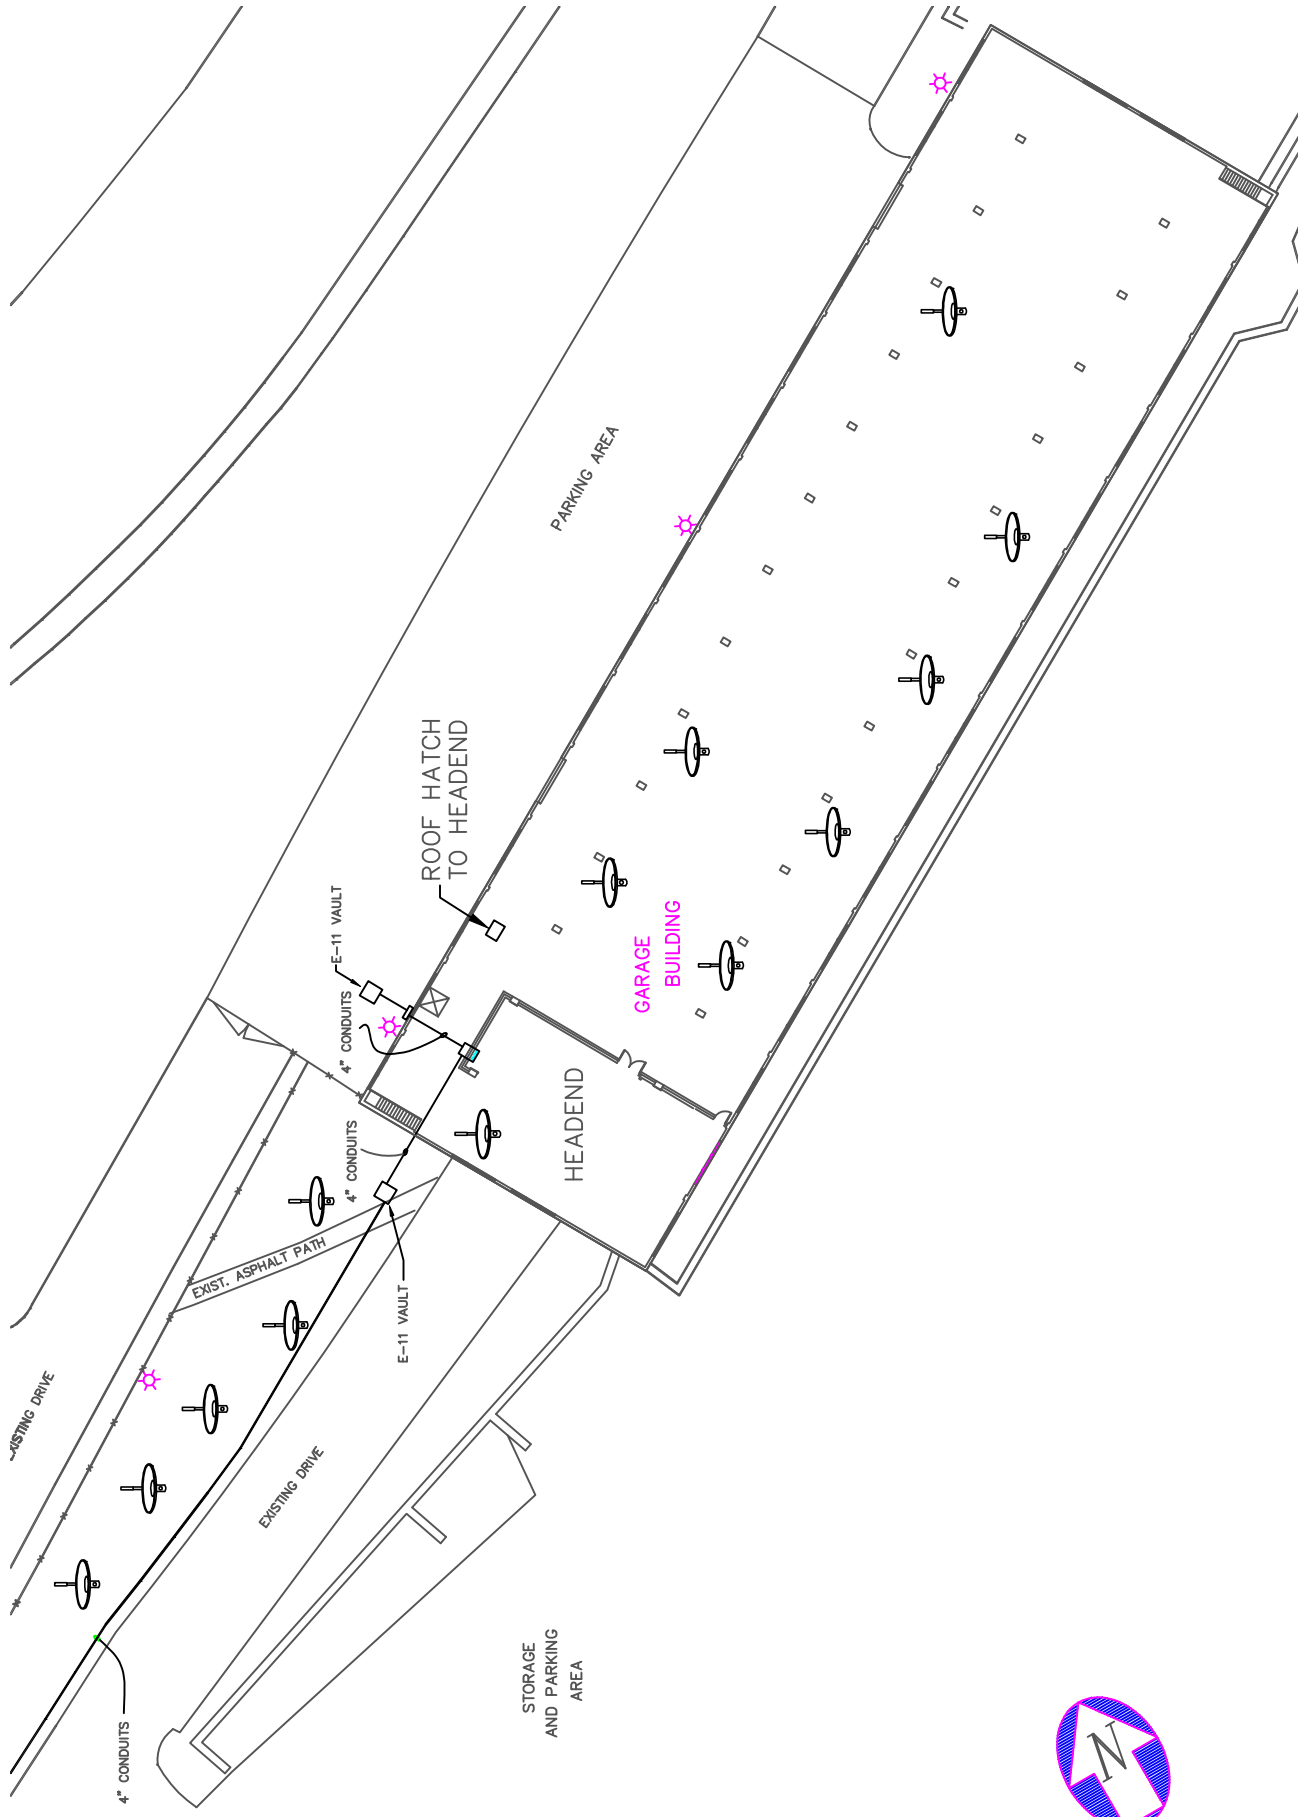 PARKING AREA
ROOF HATCH
TO HEADEND
E-11 VAULT
4" CONDUITS
GARAGE
BUILDING
HEADEND
4" CONDUITS
EXIST. ASPHALT PATH
E-11 VAULT
EXISTING DRIVE
EXISTING DRIVE
STORAGE
AND PARKING
AREA
4" CONDUITS
N